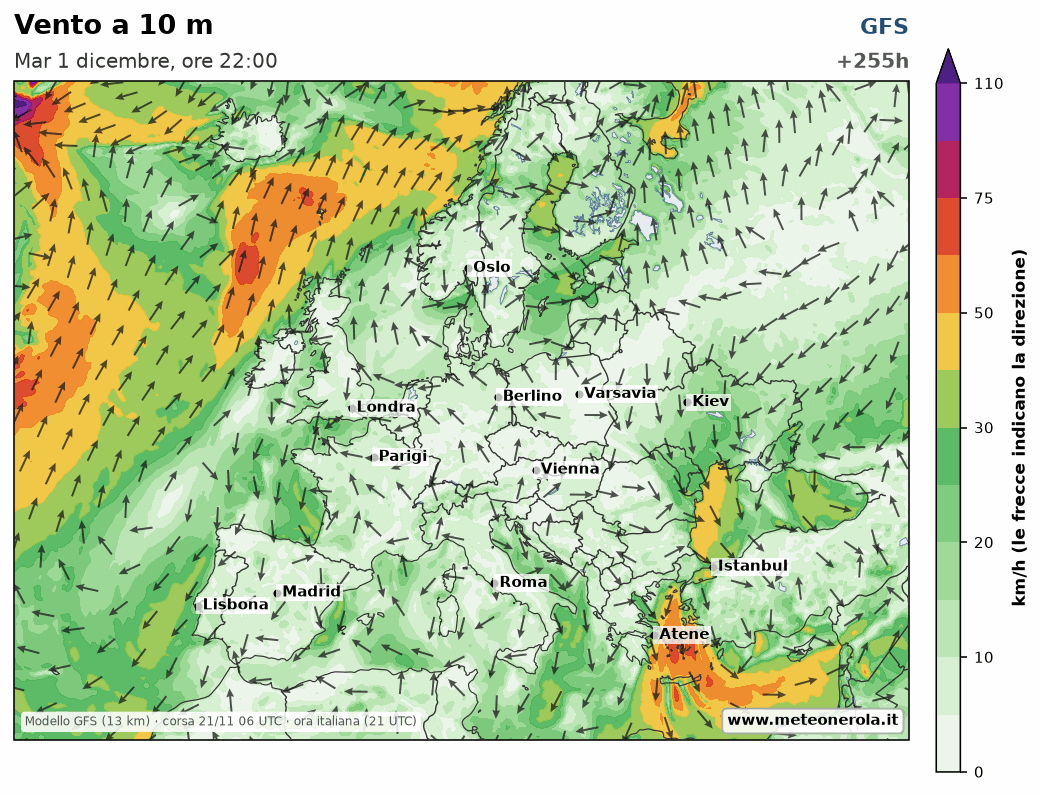 Vento a 10 m
GFS
Mar 1 dicembre, ore 22:00
+255h
110
75
50
30
20
10
0
km/h (le frecce indicano la direzione)
Oslo
Berlino
Varsavia
Kiev
Londra
Parigi
Vienna
Istanbul
Roma
Madrid
Lisbona
Atene
Modello GFS (13 km) · corsa 21/11 06 UTC · ora italiana (21 UTC)
www.meteonerola.it